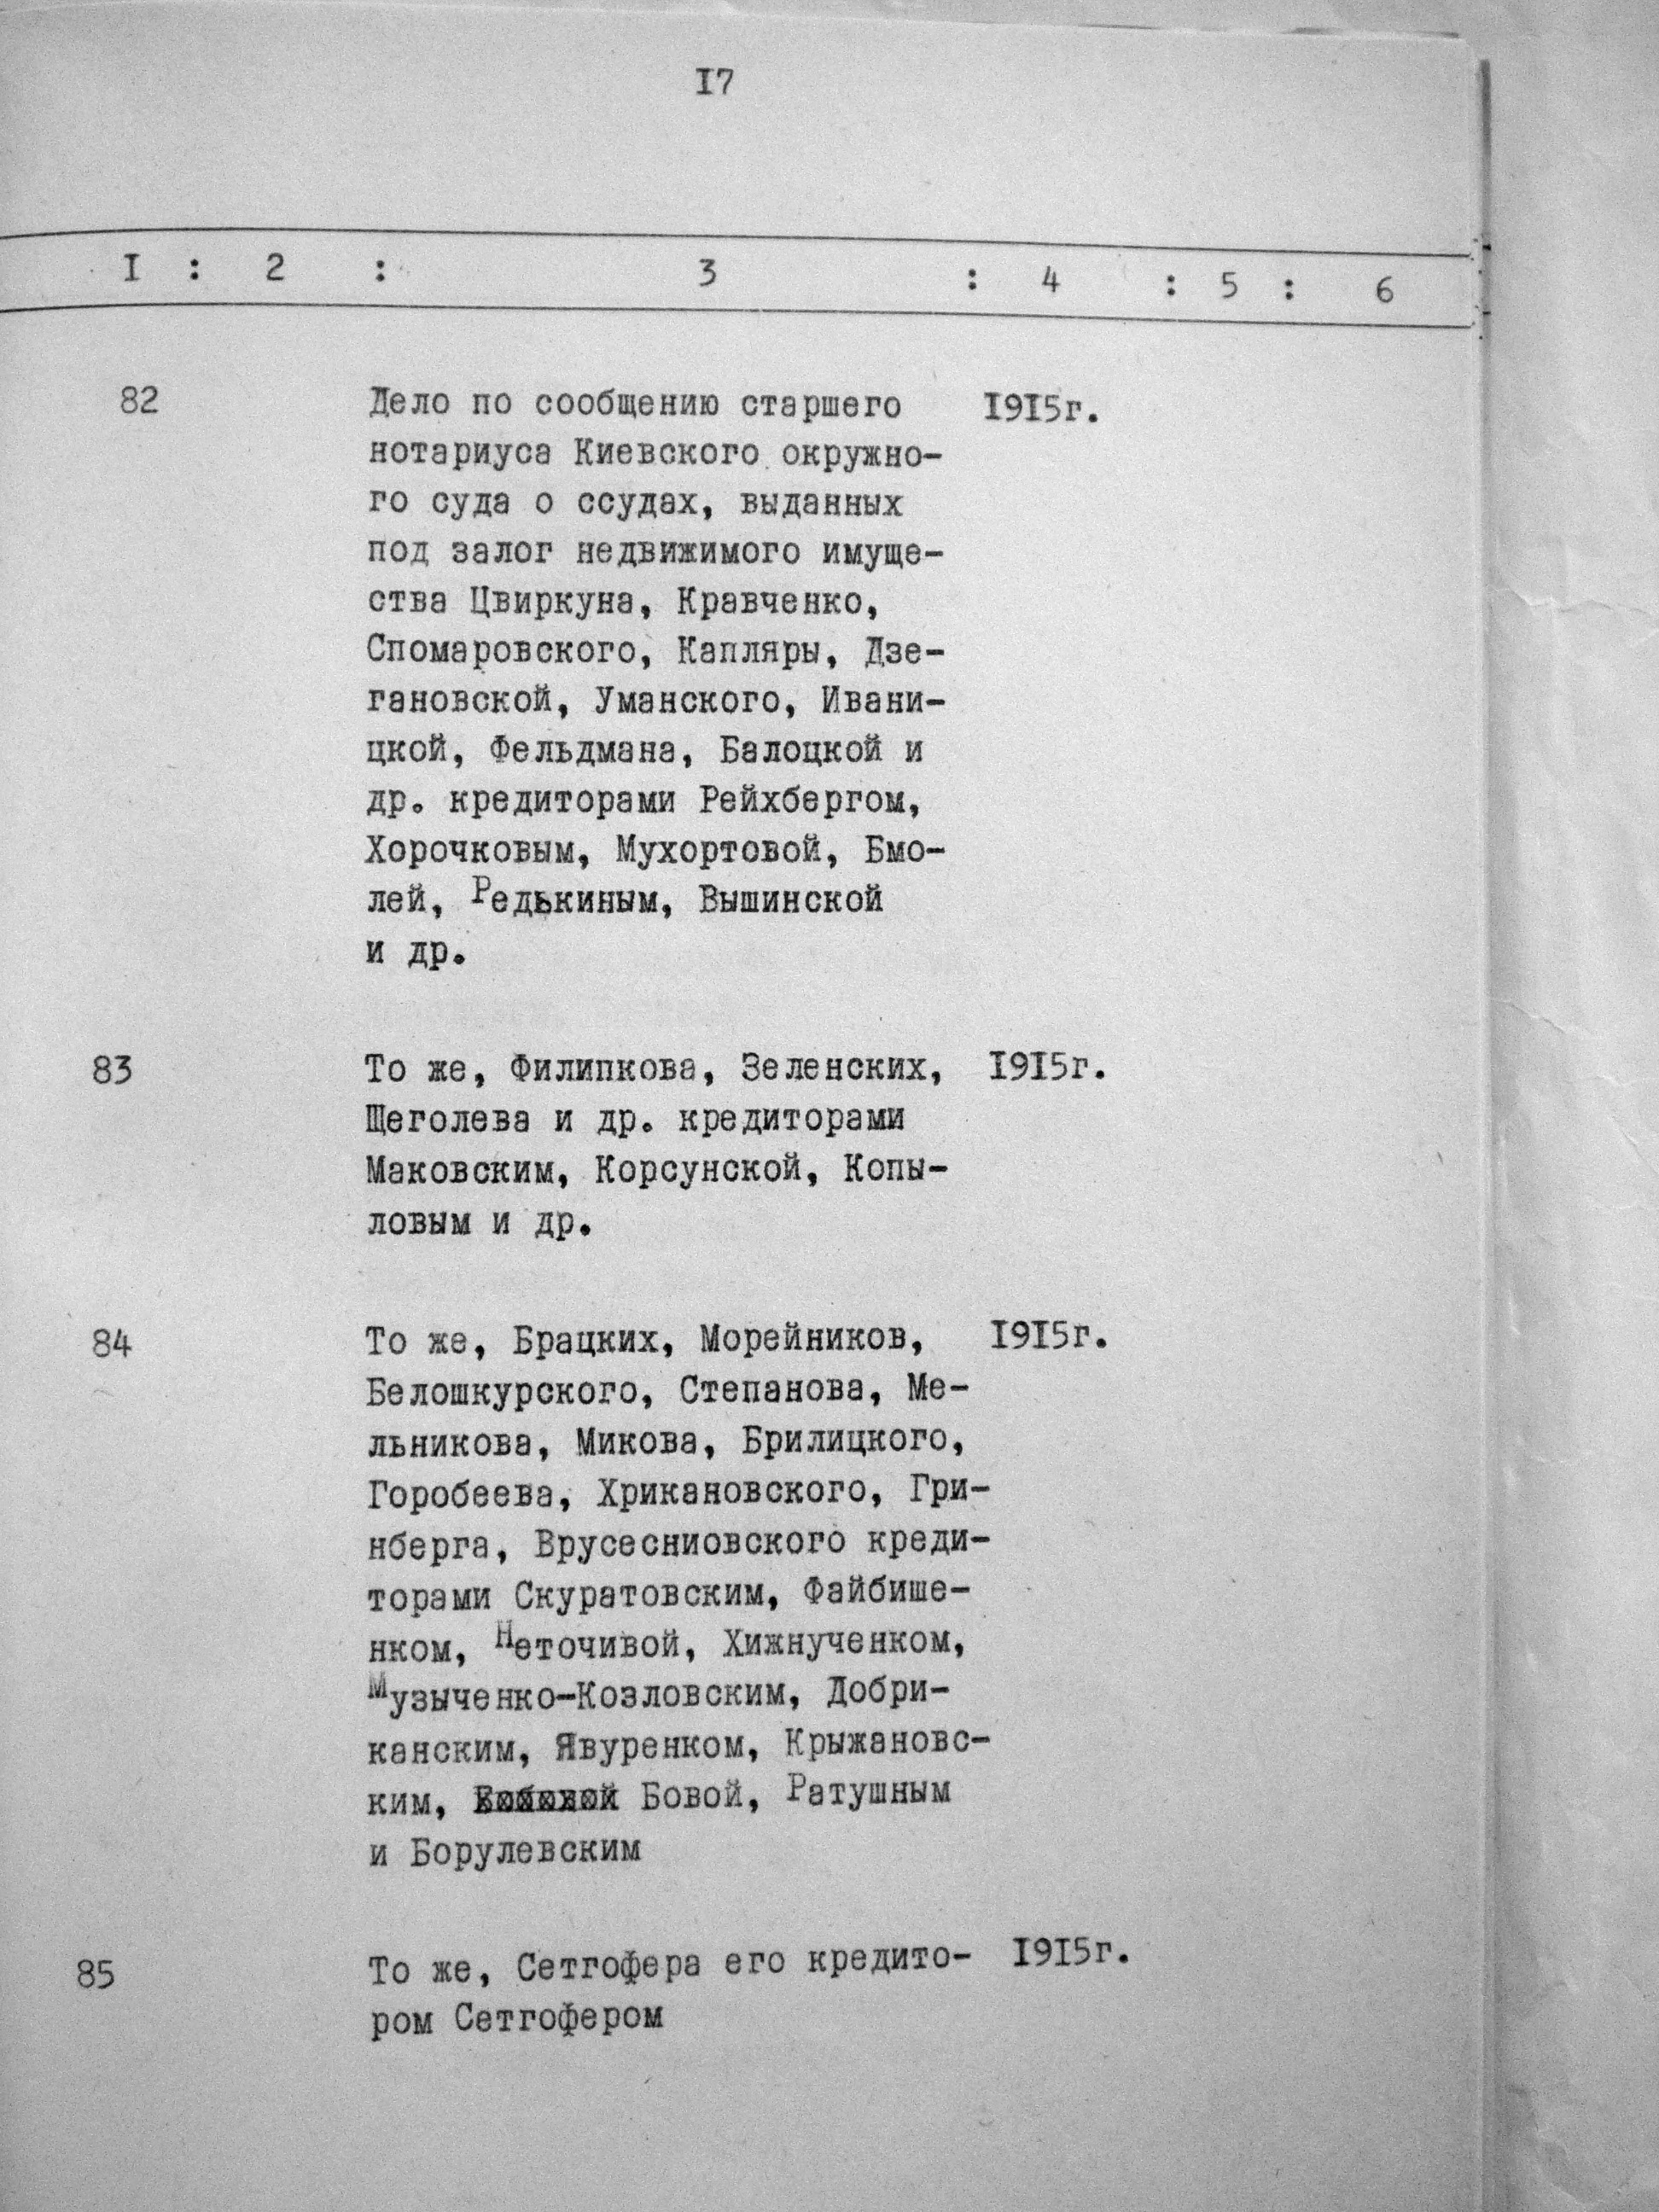 I7
I : 2 : 3 : 4 : 5 : 6
82 Дело по сообщению старшего I9I5г.
нотариуса Киевского окружно-
го суда о ссудах, выданных
под залог недвижимого имуще-
ства Цвиркуна, Кравченко,
Спомаровского, Капляры, Дзе-
гановской, Уманского, Ивани-
цкой, Фельдмана, Балоцкой и
др. кредиторами Рейхбергом,
Хорочковым, Мухортовой, Бмо-
лей, Редькиным, Вышинской
и др.
83 То же, Филипкова, Зеленских, I9I5г.
Щеголева и др. кредиторами
Маковским, Корсунской, Копы-
ловым и др.
84 То же, Брацких, Морейников, I9I5г.
Белошкурского, Степанова, Ме-
льникова, Микова, Брилицкого,
Горобеева, Хрикановского, Гри-
нберга, Врусесниовского креди-
торами Скуратовским, Файбише-
нком, Неточивой, Хижнученком,
Музыченко-Козловским, Добри-
канским, Явуренком, Крыжановс-
ким, Бовой, Ратушным
и Борулевским
85 То же, Сетгофера его кредито- I9I5г.
ром Сетгофером